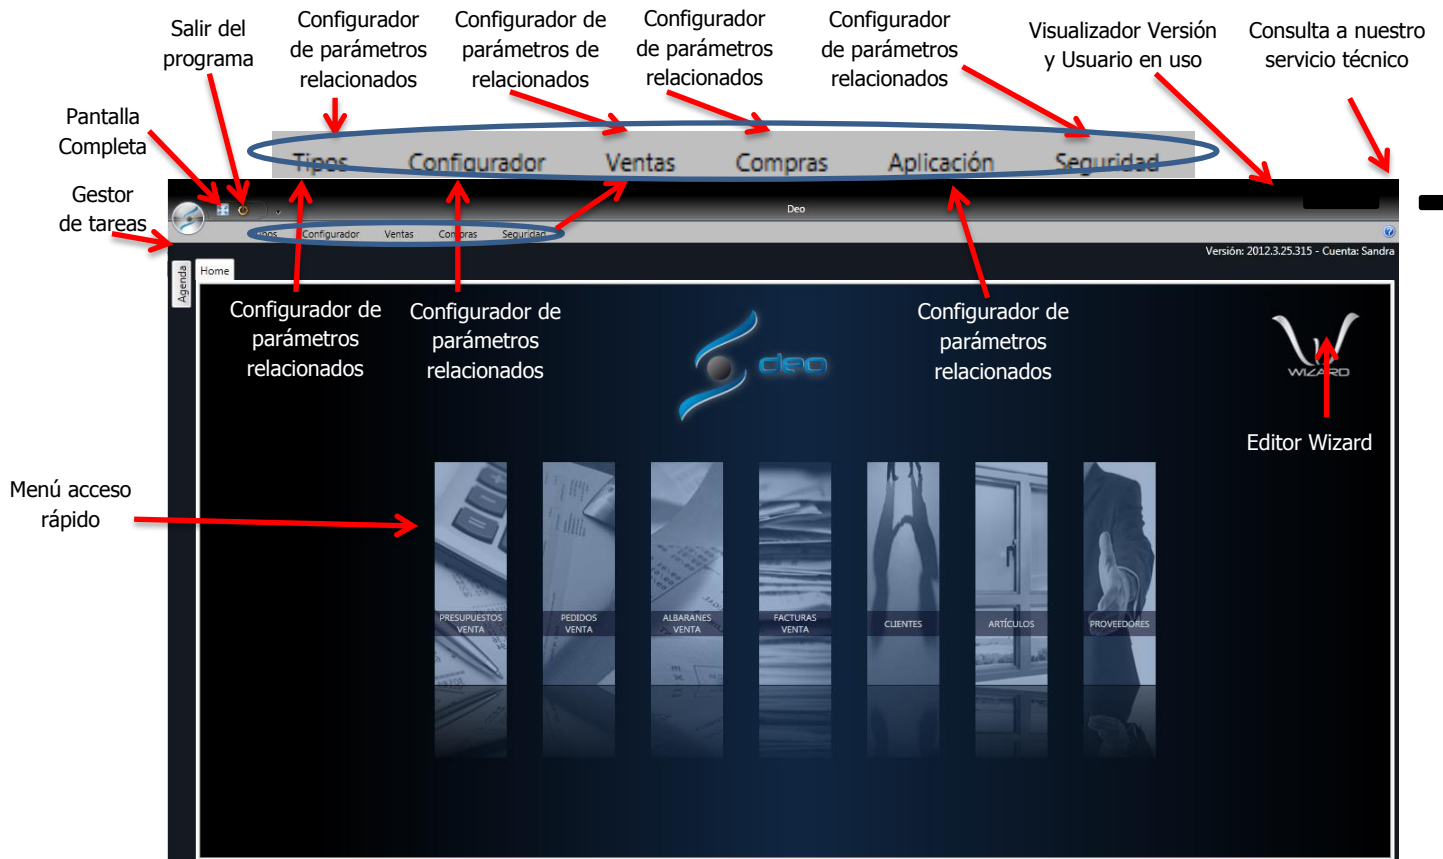 Salir del
programa
Configurador
de parámetros
relacionados
Configurador de
parámetros de
relacionados
Configurador
de parámetros
relacionados
Configurador
de parámetros
relacionados
Visualizador Versión
y Usuario en uso
Consulta a nuestro
servicio técnico
Pantalla
Completa
Tipos Configurador Ventas Compras Aplicación Seguridad
Gestor
de tareas
Deo
Tipos Configurador Ventas Compras Seguridad
Versión: 2012.3.25.315 - Cuenta: Sandra
Agenda
Home
Configurador de
parámetros
relacionados
Configurador de
parámetros
relacionados
Configurador de
parámetros
relacionados
deo
WIZARD
Editor Wizard
Menú acceso
rápido
PRESUPUESTOS
VENTA
PEDIDOS
VENTA
ALBARANES
VENTA
FACTURAS
VENTA
CLIENTES
ARTÍCULOS
PROVEEDORES